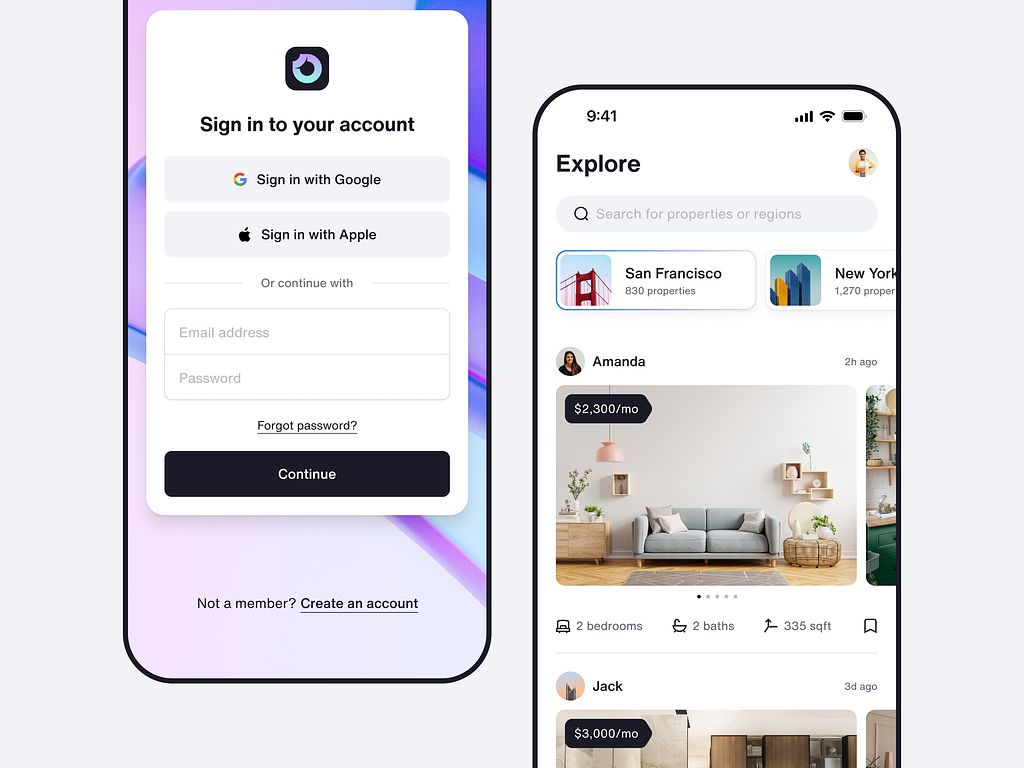 Sign in to your account
Sign in with Google
Sign in with Apple
Or continue with
Email address
Password
Forgot password?
Continue
Not a member? Create an account
9:41
Explore
Search for properties or regions
San Francisco
830 properties
New York
1,270 proper
Amanda
2h ago
$2,300/mo
2 bedrooms
2 baths
335 sqft
Jack
3d ago
$3,000/mo